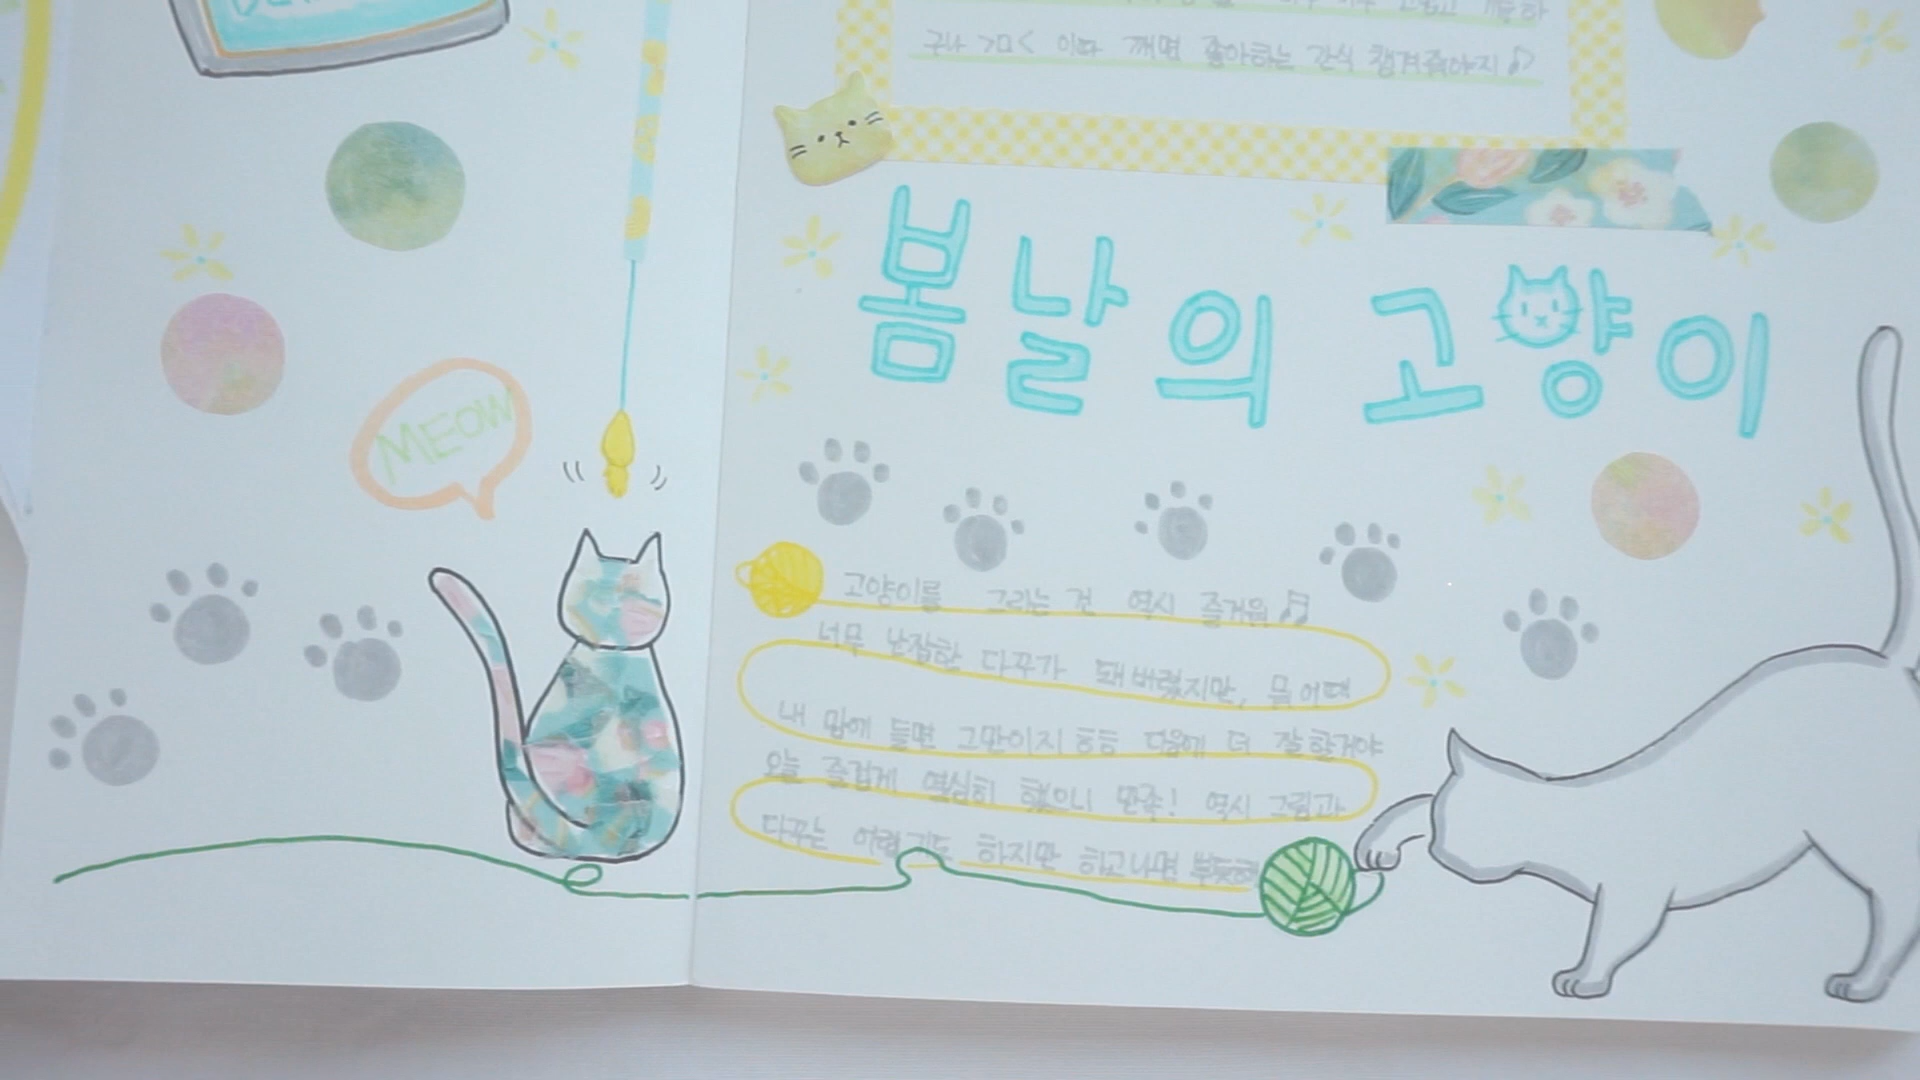 구나 이따 깨면 좋아하는 간식 챙겨줘야지♪
봄날의 고양이
MEOW
고양이를 그리는 건 역시 즐거워 ♬
너무 난잡한 다꾸가 돼버렸지만, 뭐 어때
내 맘에 들면 그만이지 ㅎㅎ 다음에 더 잘 할거야
오늘 즐겁게 열심히 했으니 만족! 역시 그림과
다꾸는 어렵기도 하지만 하고나면 뿌듯해